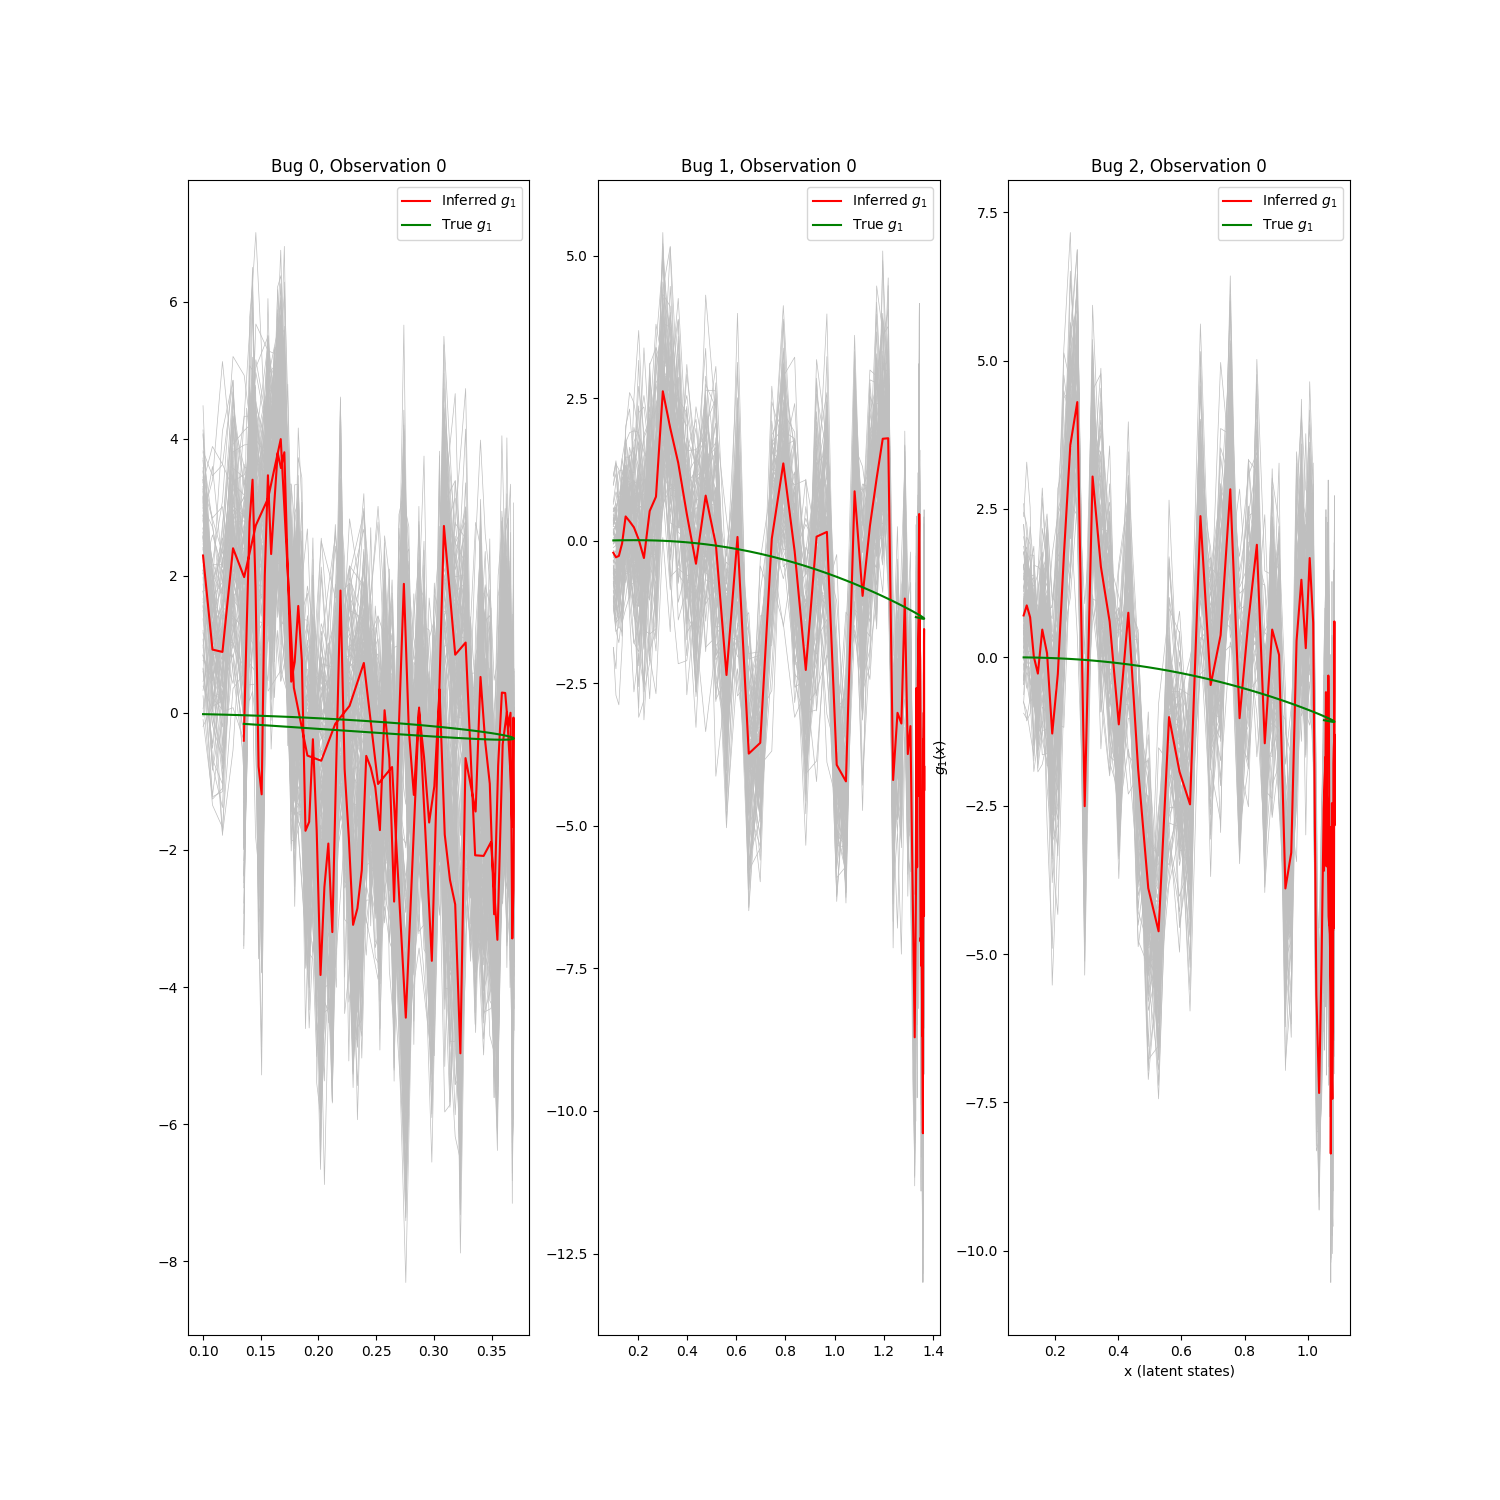 Bug 0, Observation 0
Inferred g₁
True g₁
6
4
2
0
−2
−4
−6
−8
0.10 0.15 0.20 0.25 0.30 0.35
Bug 1, Observation 0
Inferred g₁
True g₁
5.0
2.5
0.0
−2.5
−5.0
−7.5
−10.0
−12.5
0.2 0.4 0.6 0.8 1.0 1.2 1.4
Bug 2, Observation 0
Inferred g₁
True g₁
g₁(x)
7.5
5.0
2.5
0.0
−2.5
−5.0
−7.5
−10.0
0.2 0.4 0.6 0.8 1.0
x (latent states)